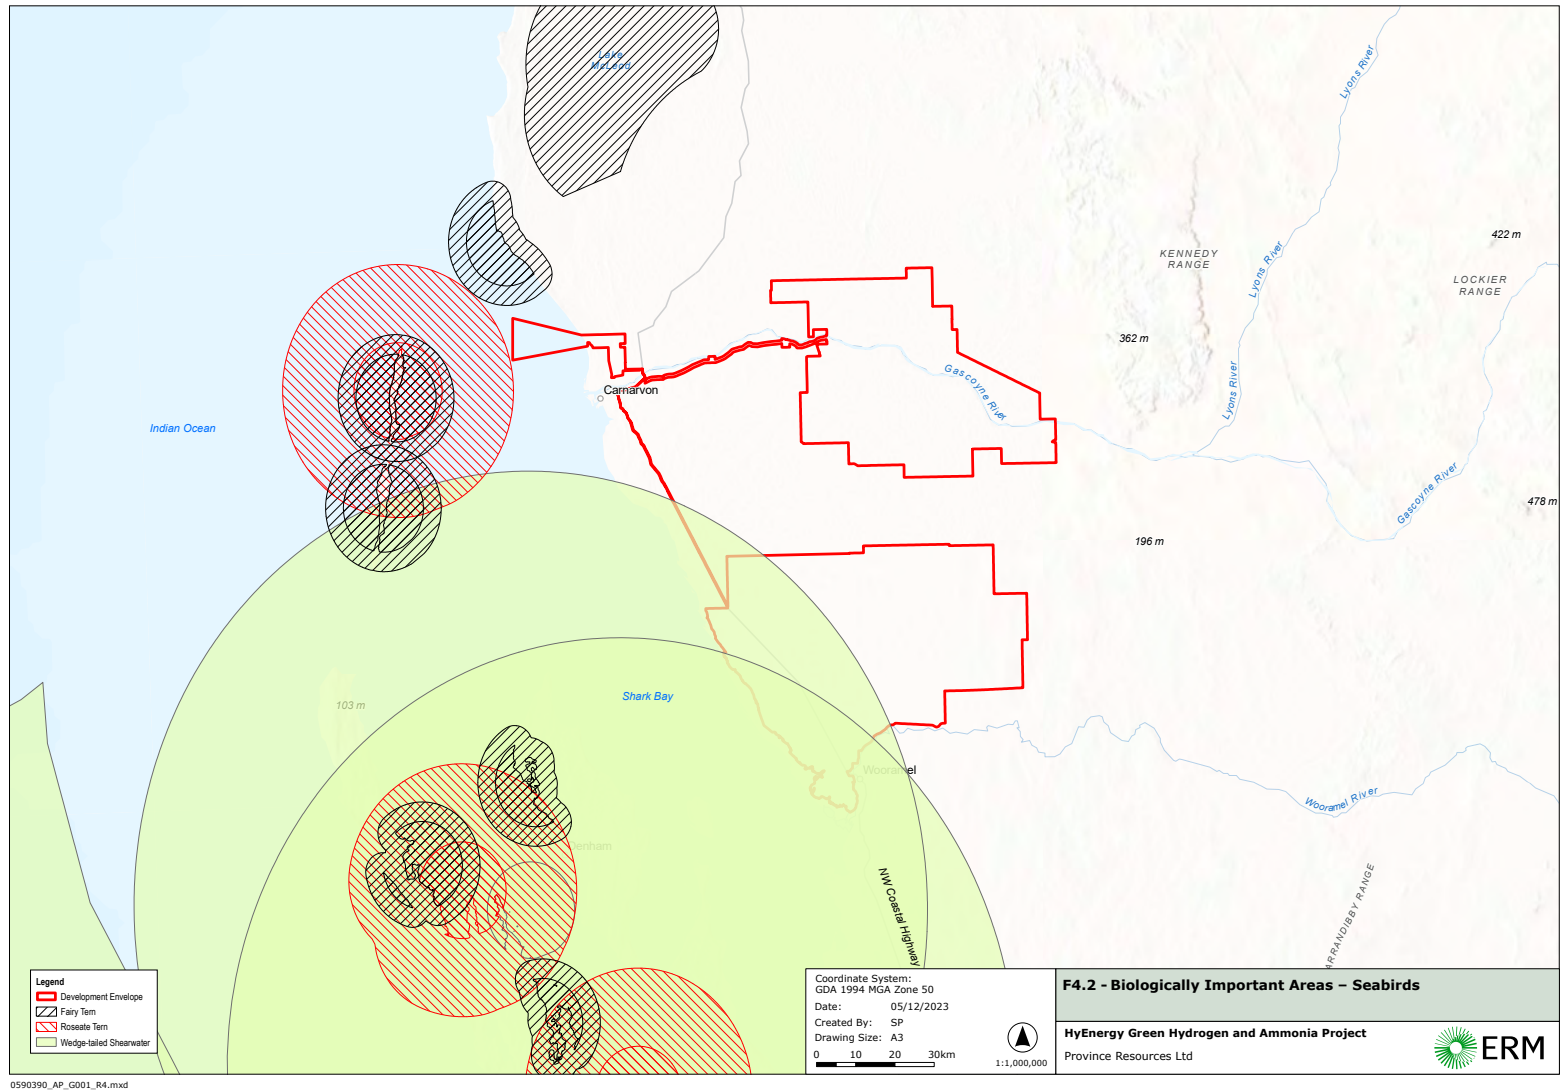 Lake
McLeod
Lyons River
422 m
KENNEDY
RANGE
Lyons River
LOCKIER
RANGE
362 m
Gascoyne River
Lyons River
Carnarvon
Indian Ocean
Gascoyne River
478 m
196 m
Shark Bay
103 m
Wooramel
Wooramel River
Denham
NW Coastal Highway
ARRANDIBBY RANGE
Legend
Development Envelope
Fairy Tern
Roseate Tern
Wedge-tailed Shearwater
Coordinate System:
GDA 1994 MGA Zone 50
Date: 05/12/2023
Created By: SP
Drawing Size: A3
0 10 20 30km
1:1,000,000
F4.2 - Biologically Important Areas – Seabirds
HyEnergy Green Hydrogen and Ammonia Project
Province Resources Ltd
ERM
0590390_AP_G001_R4.mxd